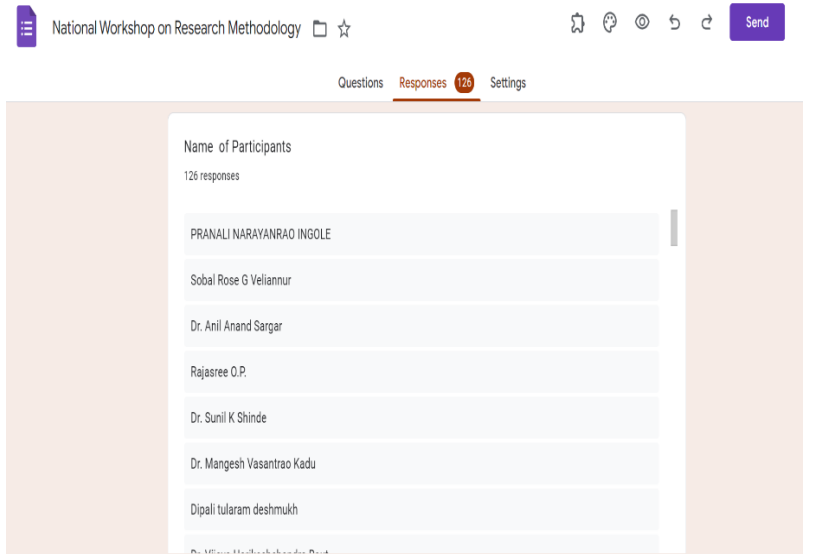 National Workshop on Research Methodology
Send
Questions Responses 126 Settings
Name of Participants
126 responses
PRANALI NARAYANRAO INGOLE
Sobal Rose G Veliannur
Dr. Anil Anand Sargar
Rajasree O.P.
Dr. Sunil K Shinde
Dr. Mangesh Vasantrao Kadu
Dipali tularam deshmukh